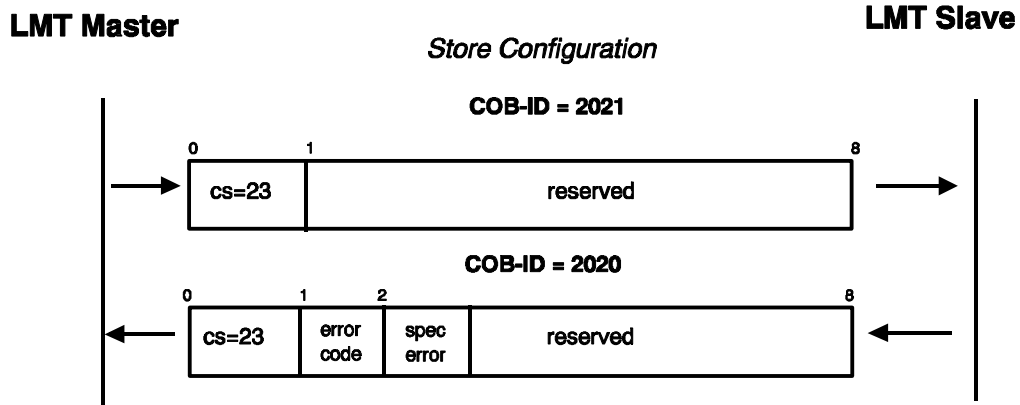 LMT Master
LMT Slave
Store Configuration
COB-ID = 2021
0 1 8
cs=23 reserved
COB-ID = 2020
0 1 2 8
cs=23 error code spec error reserved